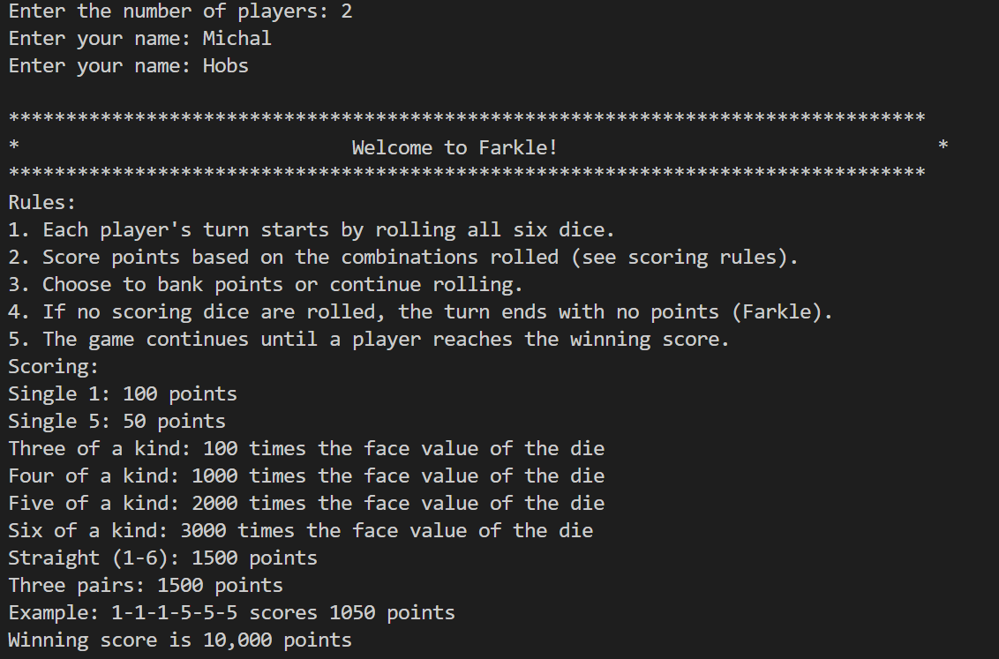 Enter the number of players: 2
Enter your name: Michal
Enter your name: Hobs
********************************************************************************
*                             Welcome to Farkle!                                 *
********************************************************************************
Rules:
1. Each player's turn starts by rolling all six dice.
2. Score points based on the combinations rolled (see scoring rules).
3. Choose to bank points or continue rolling.
4. If no scoring dice are rolled, the turn ends with no points (Farkle).
5. The game continues until a player reaches the winning score.
Scoring:
Single 1: 100 points
Single 5: 50 points
Three of a kind: 100 times the face value of the die
Four of a kind: 1000 times the face value of the die
Five of a kind: 2000 times the face value of the die
Six of a kind: 3000 times the face value of the die
Straight (1-6): 1500 points
Three pairs: 1500 points
Example: 1-1-1-5-5-5 scores 1050 points
Winning score is 10,000 points